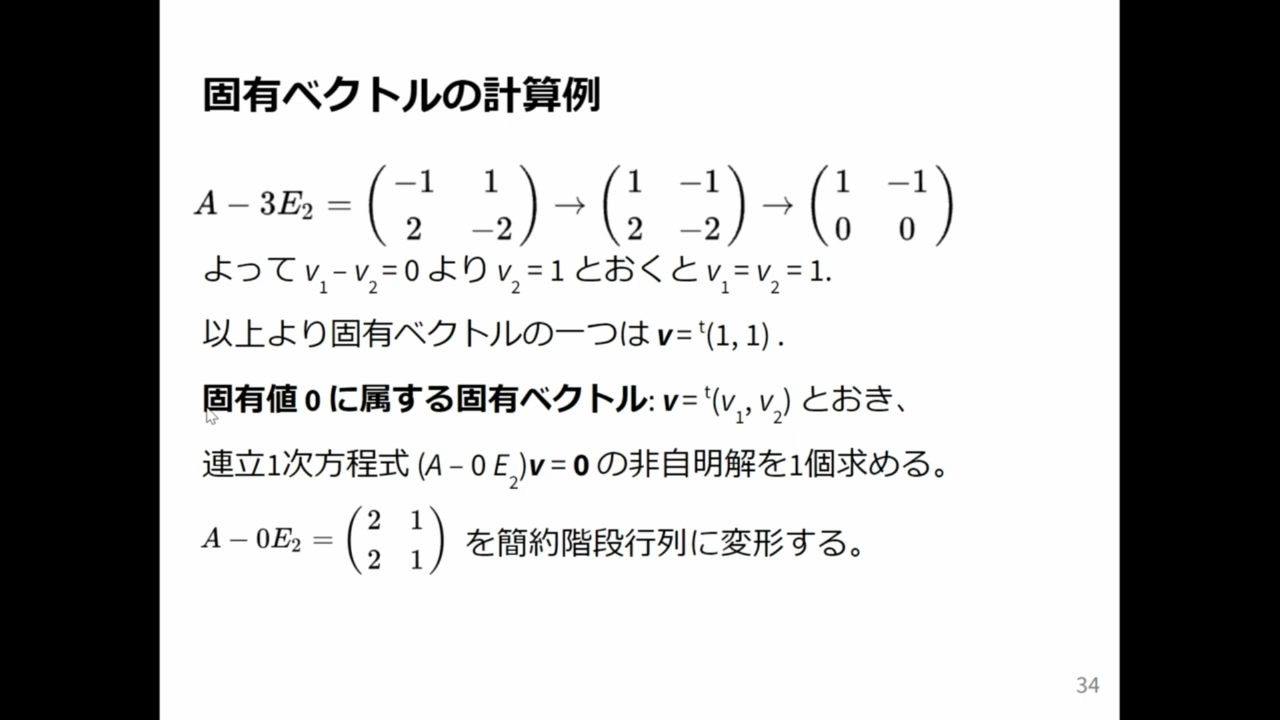 固有ベクトルの計算例
A − 3E₂ = ( −1 1 ; 2 −2 ) → ( 1 −1 ; 2 −2 ) → ( 1 −1 ; 0 0 )
よって v₁ – v₂ = 0 より v₂ = 1 とおくと v₁ = v₂ = 1.
以上より固有ベクトルの一つは v = ᵗ(1, 1) .
固有値 0 に属する固有ベクトル: v = ᵗ(v₁, v₂) とおき、
連立1次方程式 (A – 0 E₂)v = 0 の非自明解を1個求める。
A − 0E₂ = ( 2 1 ; 2 1 ) を簡約階段行列に変形する。
34